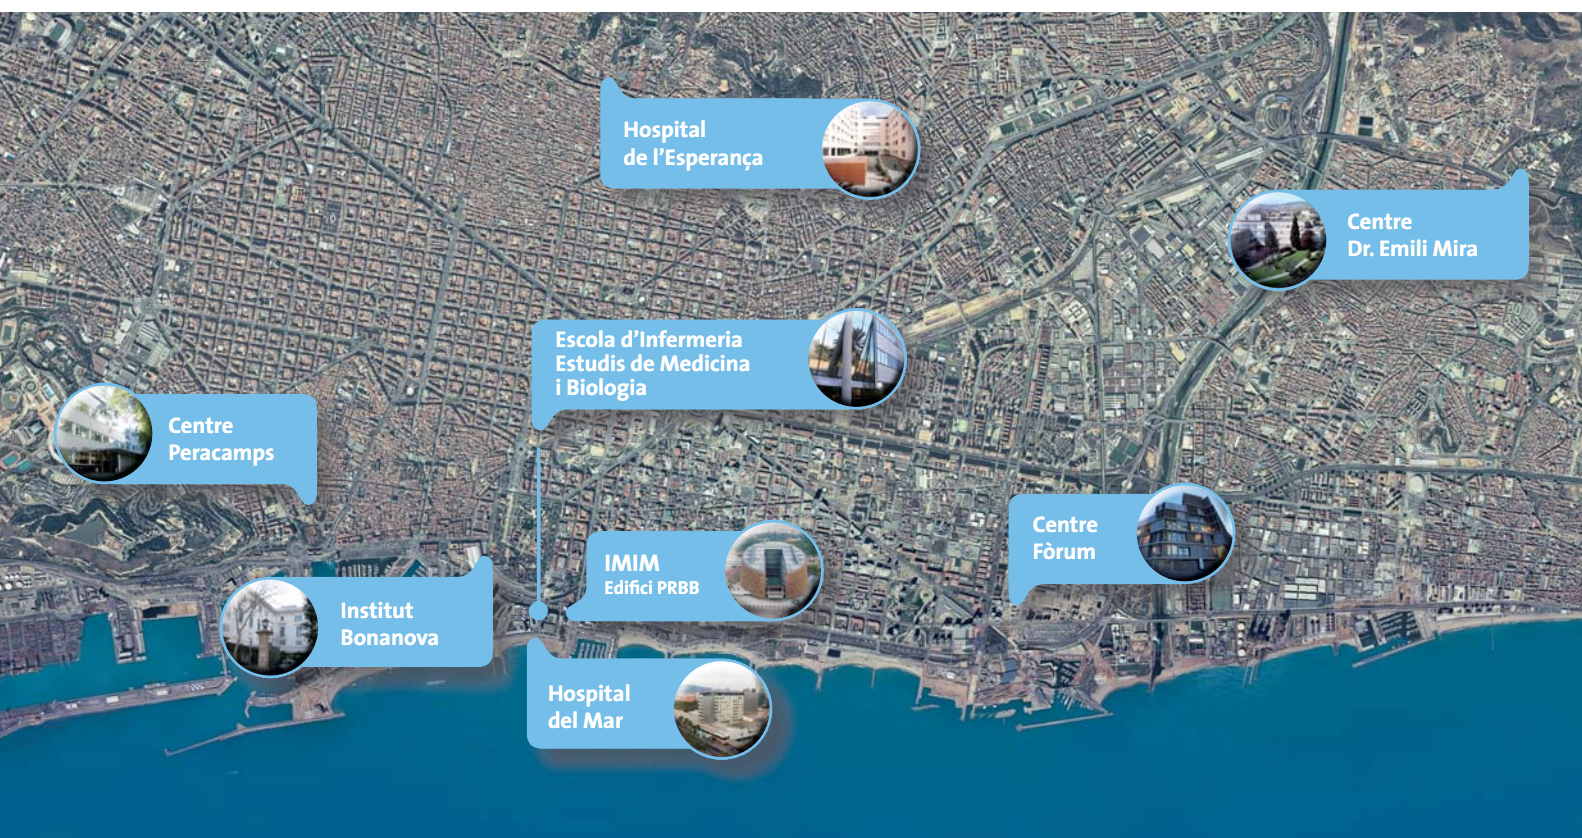 Hospital
de l'Esperança
Centre
Dr. Emili Mira
Escola d'Infermeria
Estudis de Medicina
i Biologia
Centre
Peracamps
Centre
Fòrum
IMIM
Edifici PRBB
Institut
Bonanova
Hospital
del Mar